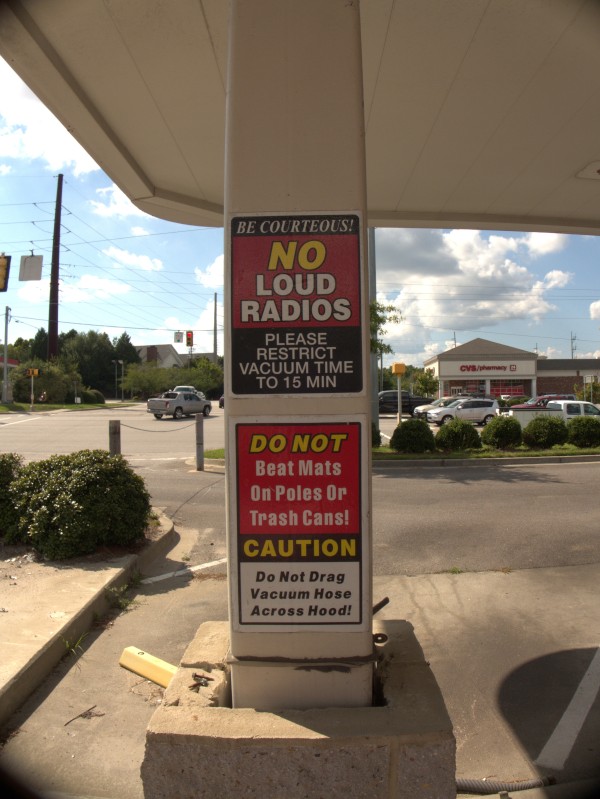 BE COURTEOUS!
NO
LOUD
RADIOS
PLEASE
RESTRICT
VACUUM TIME
TO 15 MIN
DO NOT
Beat Mats
On Poles Or
Trash Cans!
CAUTION
Do Not Drag
Vacuum Hose
Across Hood!
CVS/pharmacy